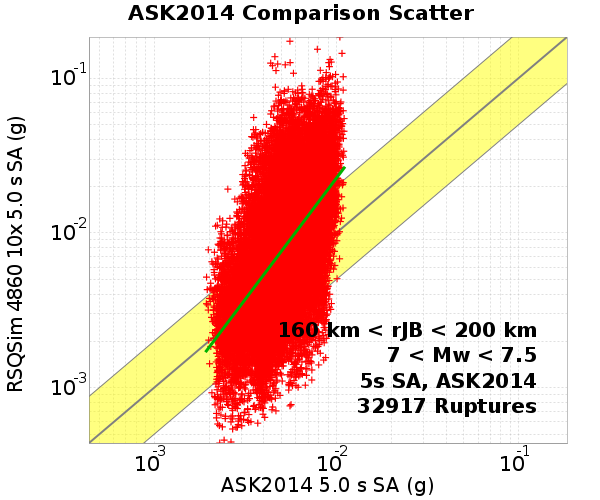 ASK2014 Comparison Scatter
RSQSim 4860 10x 5.0 s SA (g)
10-1
10-2
10-3
160 km < rJB < 200 km
7 < Mw < 7.5
5s SA, ASK2014
32917 Ruptures
10-3 10-2 10-1
ASK2014 5.0 s SA (g)